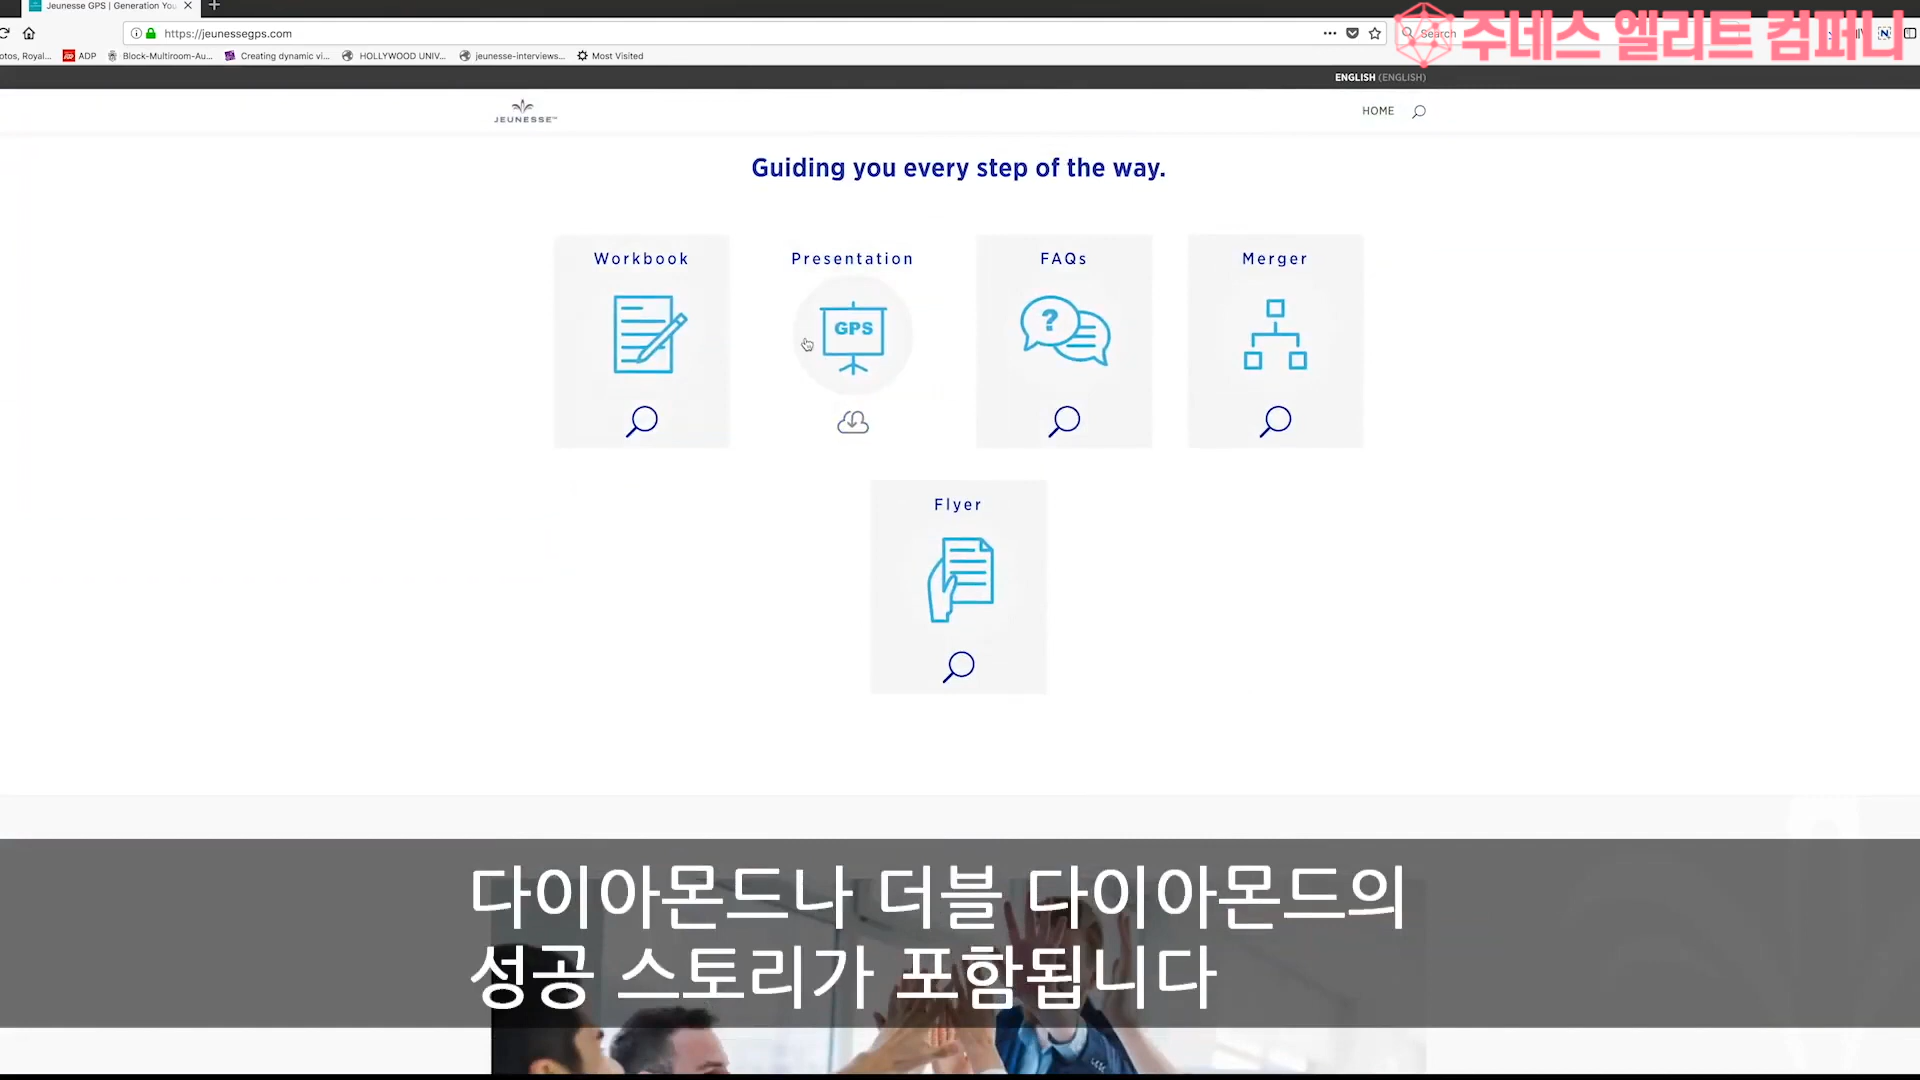 Jeunesse GPS | Generation You
https://jeunessegps.com
Search
주네스 엘리트 컴퍼니
otos, Royal...
ADP
Block-Multiroom-Au...
Creating dynamic vi...
HOLLYWOOD UNIV...
jeunesse-interviews...
Most Visited
ENGLISH (ENGLISH)
JEUNESSE
HOME
Guiding you every step of the way.
Workbook
Presentation
FAQs
Merger
GPS
?
Flyer
다이아몬드나 더블 다이아몬드의
성공 스토리가 포함됩니다